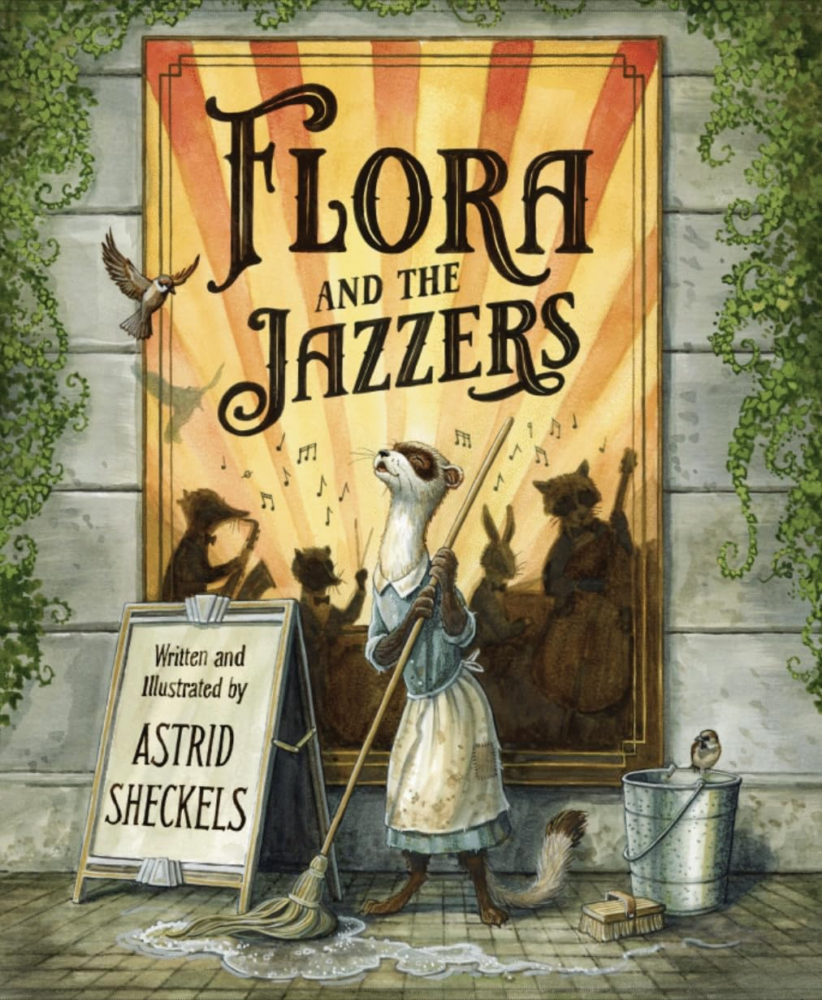 FLORA
AND THE
JAZZERS
Written and
Illustrated by
ASTRID
SHECKELS